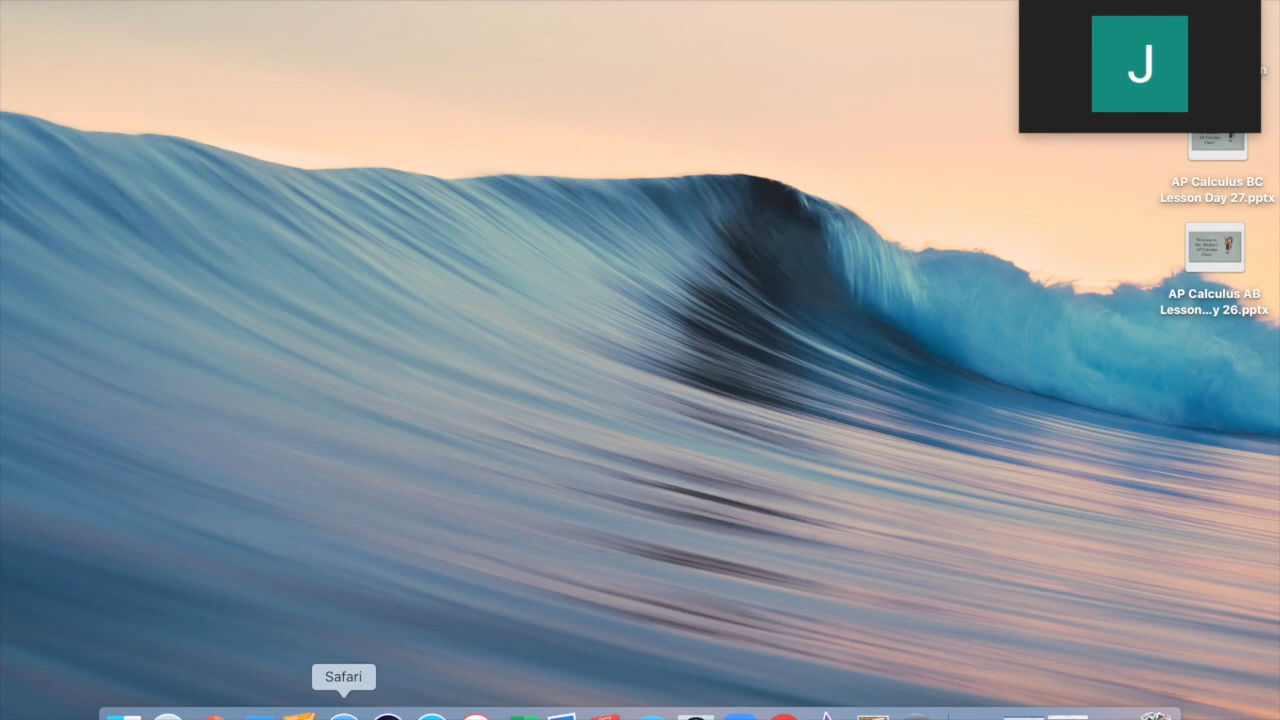 J
AP Calculus BC
Lesson Day 27.pptx
AP Calculus AB
Lesson...y 26.pptx
Safari